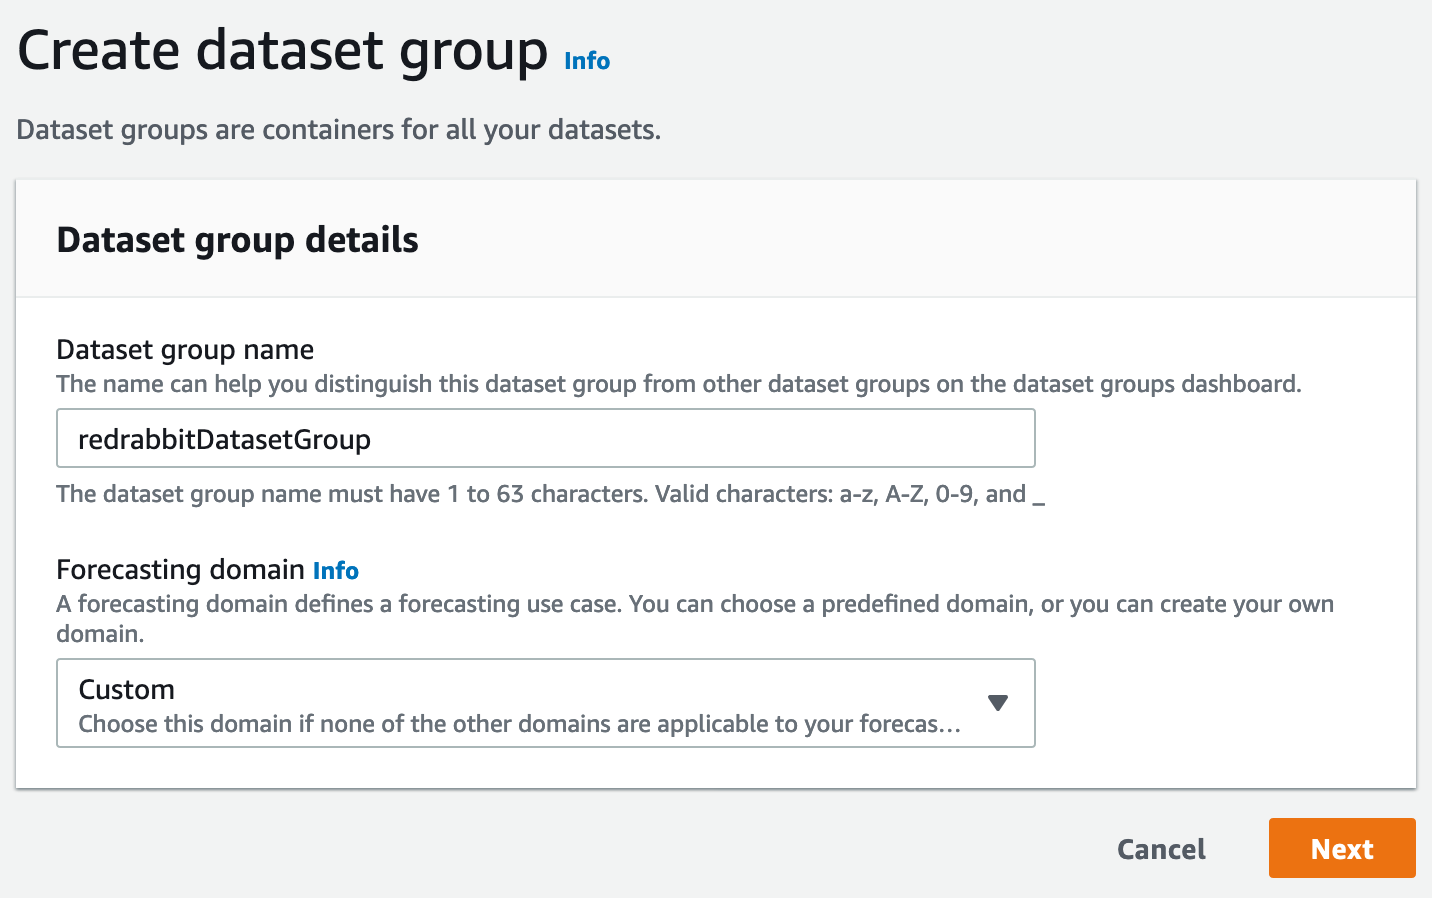 Create dataset group Info
Dataset groups are containers for all your datasets.
Dataset group details
Dataset group name
The name can help you distinguish this dataset group from other dataset groups on the dataset groups dashboard.
redrabbitDatasetGroup
The dataset group name must have 1 to 63 characters. Valid characters: a-z, A-Z, 0-9, and _
Forecasting domain Info
A forecasting domain defines a forecasting use case. You can choose a predefined domain, or you can create your own
domain.
Custom
Choose this domain if none of the other domains are applicable to your forecas...
Cancel Next